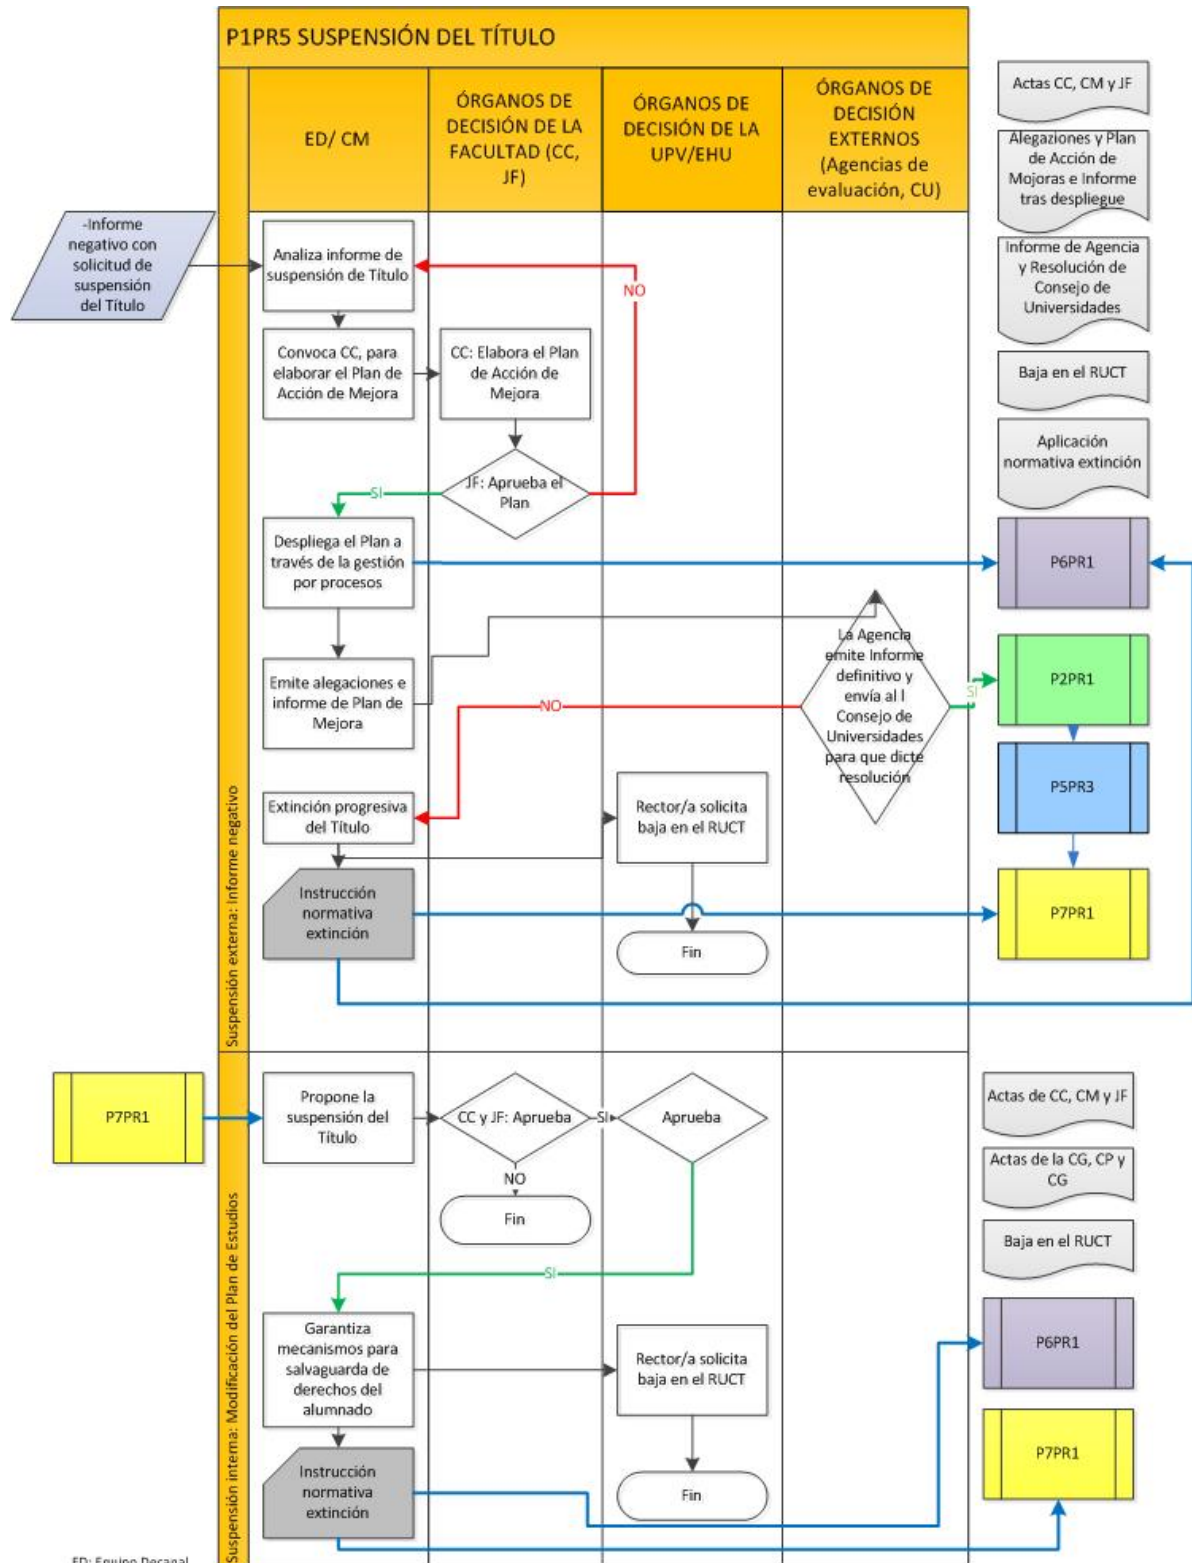 P1PR5 SUSPENSIÓN DEL TÍTULO
ED/ CM
ÓRGANOS DE
DECISIÓN DE LA
FACULTAD (CC,
JF)
ÓRGANOS DE
DECISIÓN DE LA
UPV/EHU
ÓRGANOS DE
DECISIÓN
EXTERNOS
(Agencias de
evaluación, CU)
Suspensión externa: Informe negativo
-Informe
negativo con
solicitud de
suspensión
del Título
Analiza informe de
suspensión de Título
NO
Convoca CC, para
elaborar el Plan de
Acción de Mejora
CC: Elabora el Plan
de Acción de
Mejora
JF: Aprueba el
Plan
SI
Despliega el Plan a
través de la gestión
por procesos
Emite alegaciones e
informe de Plan de
Mejora
La Agencia
emite Informe
definitivo y
envía al I
Consejo de
Universidades
para que dicte
resolución
SI
NO
Extinción progresiva
del Título
Rector/a solicita
baja en el RUCT
Instrucción
normativa
extinción
Fin
Actas CC, CM y JF
Alegaziones y Plan
de Acción de
Mojoras e Informe
tras despliegue
Informe de Agencia
y Resolución de
Consejo de
Universidades
Baja en el RUCT
Aplicación
normativa extinción
P6PR1
P2PR1
P5PR3
P7PR1
Suspensión interna: Modificación del Plan de Estudios
P7PR1
Propone la
suspensión del
Título
CC y JF: Aprueba
SI
Aprueba
NO
Fin
SI
Garantiza
mecanismos para
salvaguarda de
derechos del
alumnado
Rector/a solicita
baja en el RUCT
Instrucción
normativa
extinción
Fin
Actas de CC, CM y JF
Actas de la CG, CP y
CG
Baja en el RUCT
P6PR1
P7PR1
ED: Equipo Decanal